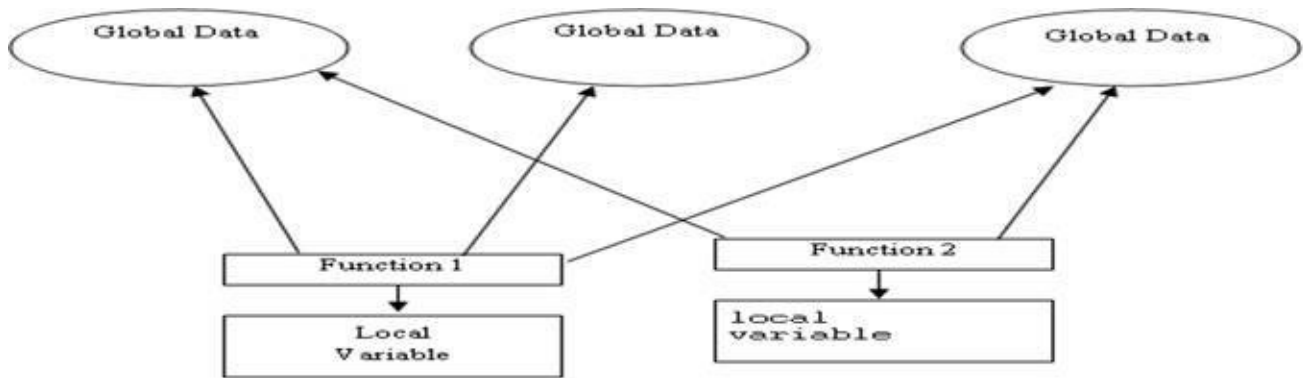 Global Data
Global Data
Global Data
Function 1
Function 2
Local
Variable
local
variable